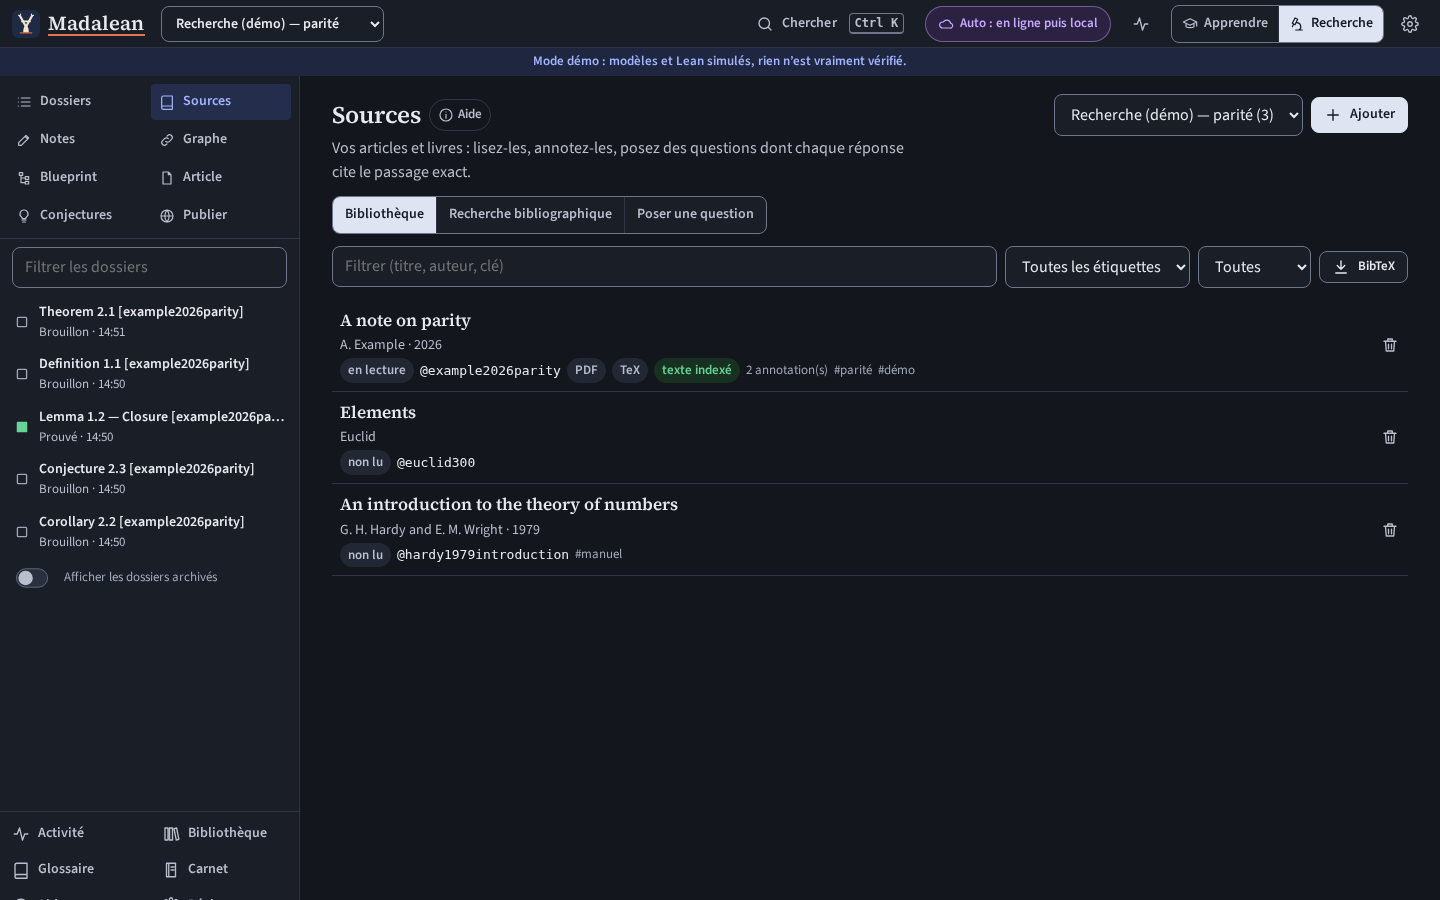 Madalean
Recherche (démo) — parité
Chercher
Ctrl K
Auto : en ligne puis local
Apprendre
Recherche
Mode démo : modèles et Lean simulés, rien n’est vraiment vérifié.
Dossiers
Sources
Notes
Graphe
Blueprint
Article
Conjectures
Publier
Filtrer les dossiers
Theorem 2.1 [example2026parity]
Brouillon · 14:51
Definition 1.1 [example2026parity]
Brouillon · 14:50
Lemma 1.2 — Closure [example2026pa…
Prouvé · 14:50
Conjecture 2.3 [example2026parity]
Brouillon · 14:50
Corollary 2.2 [example2026parity]
Brouillon · 14:50
Afficher les dossiers archivés
Activité
Bibliothèque
Glossaire
Carnet
Sources
Aide
Recherche (démo) — parité (3)
Ajouter
Vos articles et livres : lisez-les, annotez-les, posez des questions dont chaque réponse
cite le passage exact.
Bibliothèque
Recherche bibliographique
Poser une question
Filtrer (titre, auteur, clé)
Toutes les étiquettes
Toutes
BibTeX
A note on parity
A. Example · 2026
en lecture @example2026parity PDF TeX texte indexé 2 annotation(s) #parité #démo
Elements
Euclid
non lu @euclid300
An introduction to the theory of numbers
G. H. Hardy and E. M. Wright · 1979
non lu @hardy1979introduction #manuel